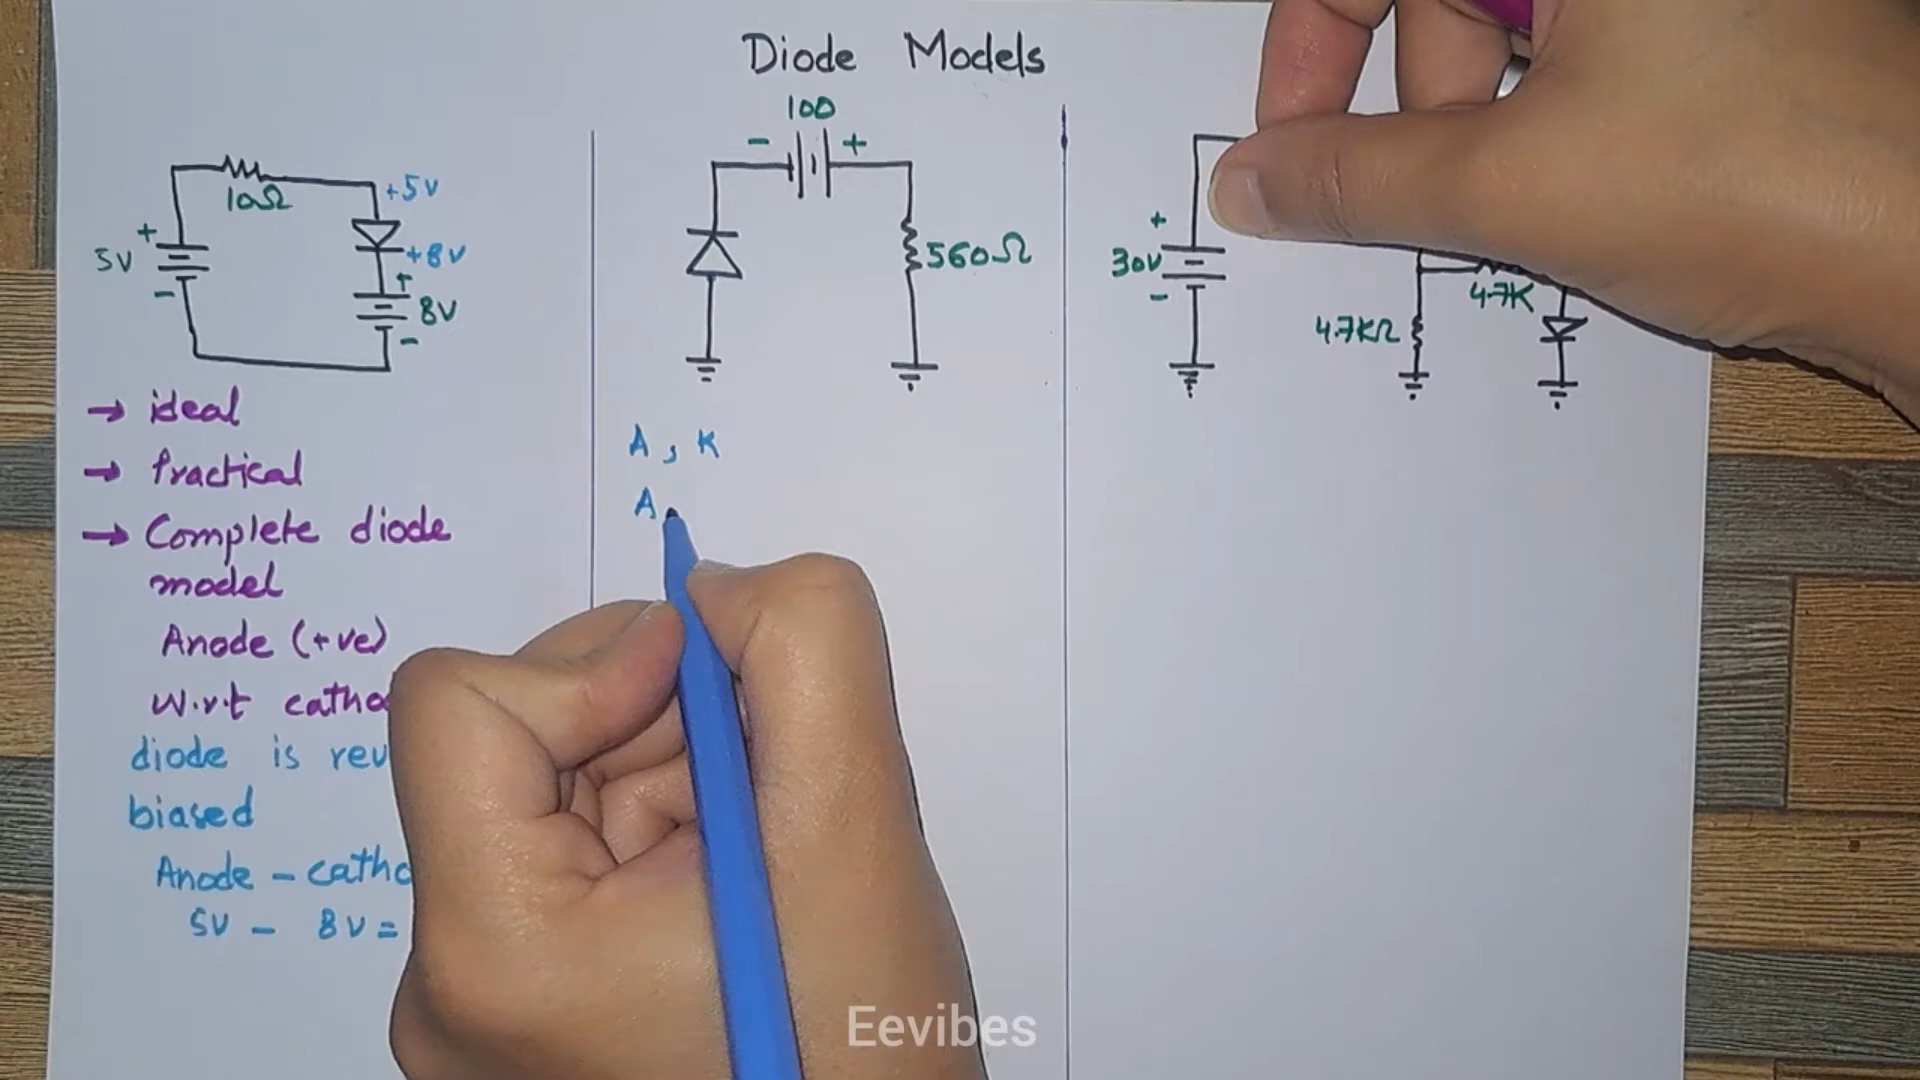 Diode Models
10Ω
+5V
+
5V
-
+8V
+
8V
-
→ ideal
→ Practical
→ Complete diode
model
Anode (+ve)
W.r.t
diode is
biased
Anode -
5V - 8V =
100
- +
560Ω
A, K
A
+
30V
-
4.7K
4.7KΩ
Eevibes